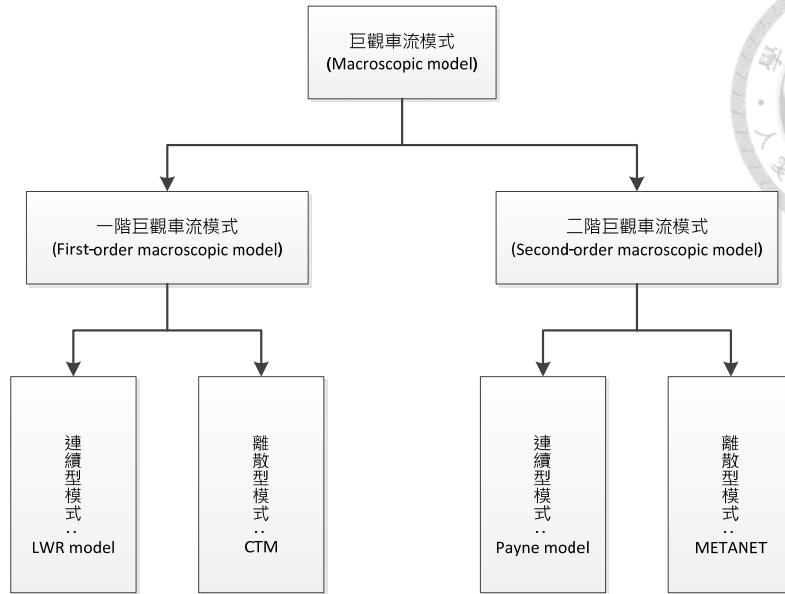 巨觀車流模式
(Macroscopic model)
一階巨觀車流模式
(First-order macroscopic model)
二階巨觀車流模式
(Second-order macroscopic model)
連續型模式:
LWR model
離散型模式:
CTM
連續型模式:
Payne model
離散型模式:
METANET